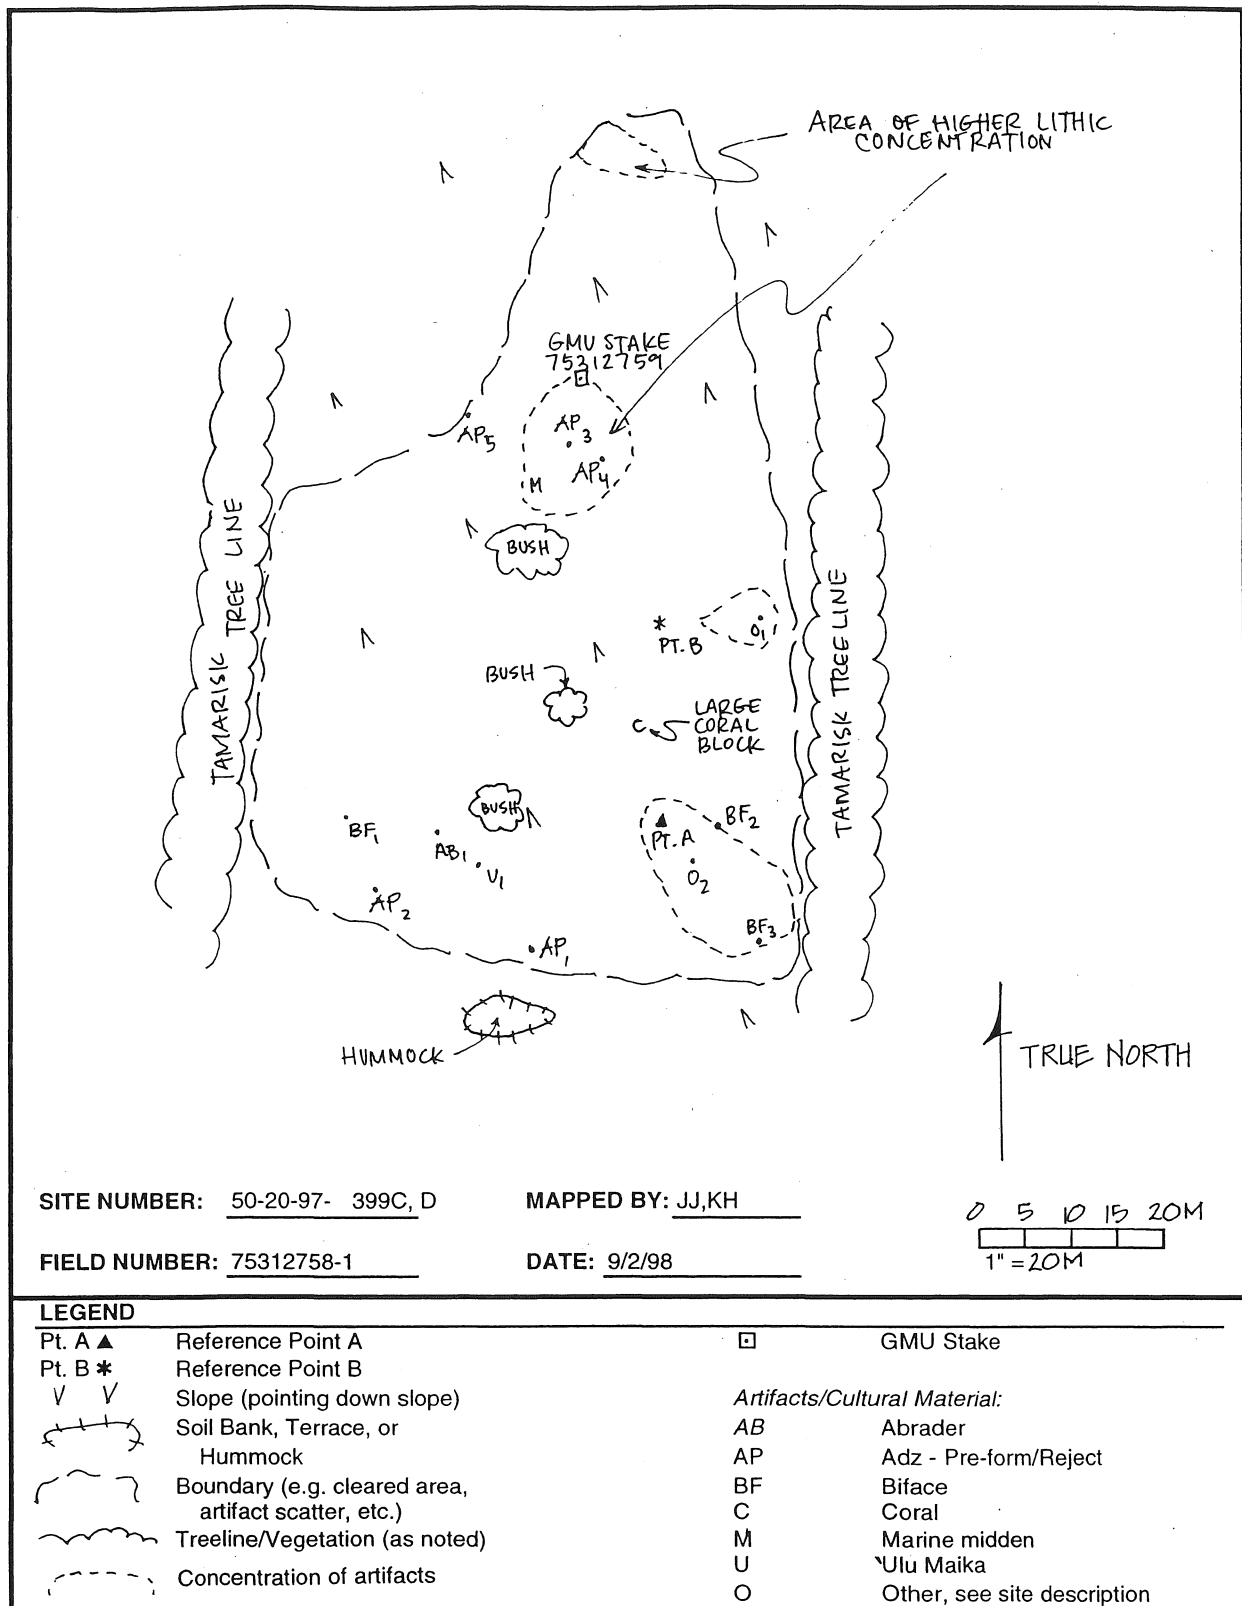 AREA OF HIGHER LITHIC
CONCENTRATION
GMU STAKE
75312759
AP3
AP5
AP4
M
BUSH
TAMARISK TREE LINE
TAMARISK TREE LINE
O1
PT. B
BUSH
C
LARGE
CORAL
BLOCK
BUSH
BF1
AB1
U1
AP2
AP1
PT. A
BF2
O2
BF3
HUMMOCK
TRUE NORTH
SITE NUMBER: 50-20-97- 399C, D
MAPPED BY: JJ,KH
0 5 10 15 20M
FIELD NUMBER: 75312758-1
DATE: 9/2/98
1" = 20M
LEGEND
Pt. A ▲ Reference Point A
Pt. B * Reference Point B
Slope (pointing down slope)
Soil Bank, Terrace, or
Hummock
Boundary (e.g. cleared area,
artifact scatter, etc.)
Treeline/Vegetation (as noted)
Concentration of artifacts
GMU Stake
Artifacts/Cultural Material:
AB Abrader
AP Adz - Pre-form/Reject
BF Biface
C Coral
M Marine midden
U 'Ulu Maika
O Other, see site description